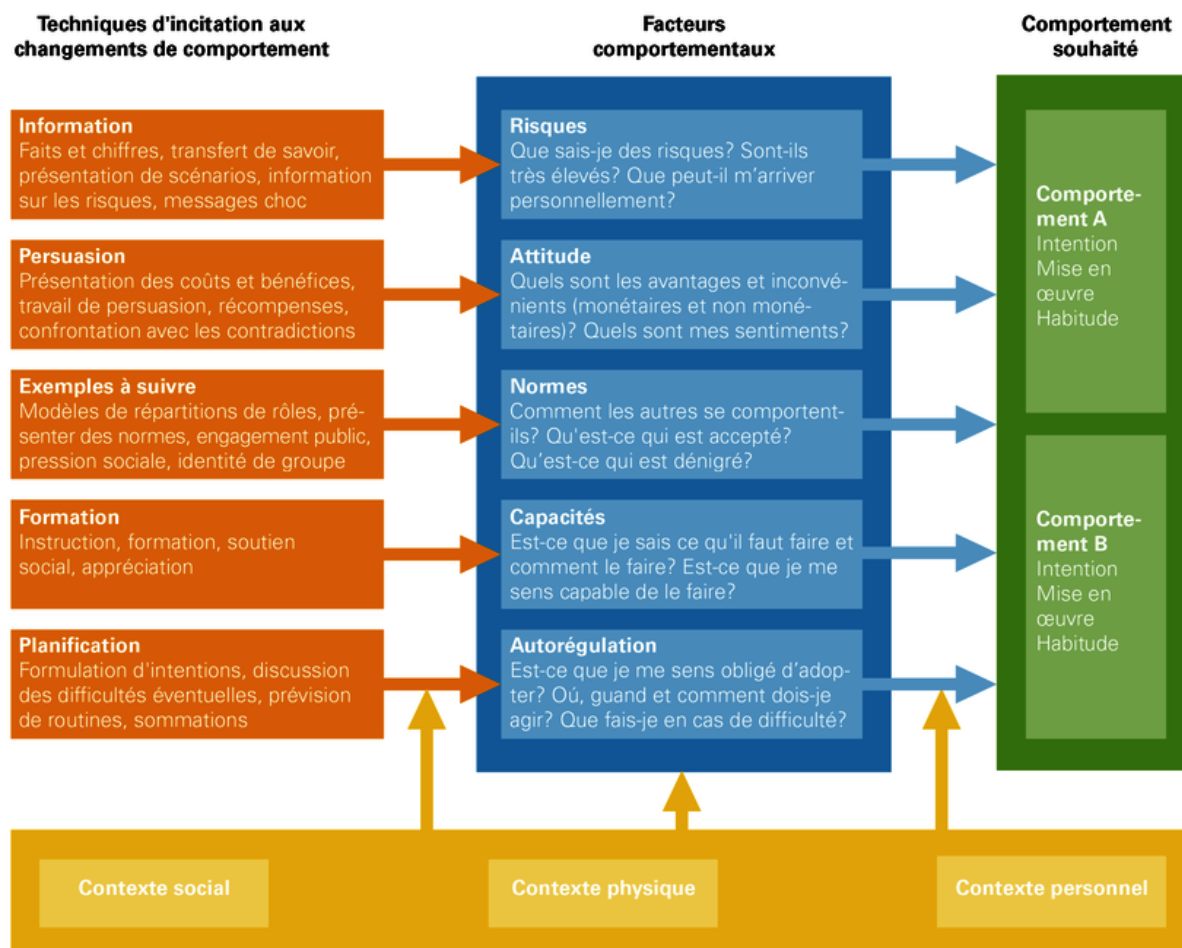 Techniques d'incitation aux
changements de comportement
Facteurs
comportementaux
Comportement
souhaité
Information
Faits et chiffres, transfert de savoir,
présentation de scénarios, information
sur les risques, messages choc
Risques
Que sais-je des risques? Sont-ils
très élevés? Que peut-il m’arriver
personnellement?
Persuasion
Présentation des coûts et bénéfices,
travail de persuasion, récompenses,
confrontation avec les contradictions
Attitude
Quels sont les avantages et inconvé-
nients (monétaires et non moné-
taires)? Quels sont mes sentiments?
Exemples à suivre
Modèles de répartitions de rôles, pré-
senter des normes, engagement public,
pression sociale, identité de groupe
Normes
Comment les autres se comportent-
ils? Qu'est-ce qui est accepté?
Qu’est-ce qui est dénigré?
Formation
Instruction, formation, soutien
social, appréciation
Capacités
Est-ce que je sais ce qu'il faut faire et
comment le faire? Est-ce que je me
sens capable de le faire?
Planification
Formulation d'intentions, discussion
des difficultés éventuelles, prévision
de routines, sommations
Autorégulation
Est-ce que je me sens obligé d’adop-
ter? Oú, guand et comment dois-je
agir? Que fais-je en cas de difficulté?
Comporte-
ment A
Intention
Mise en
œuvre
Habitude
Comporte-
ment B
Intention
Mise en
œuvre
Habitude
Contexte social
Contexte physique
Contexte personnel